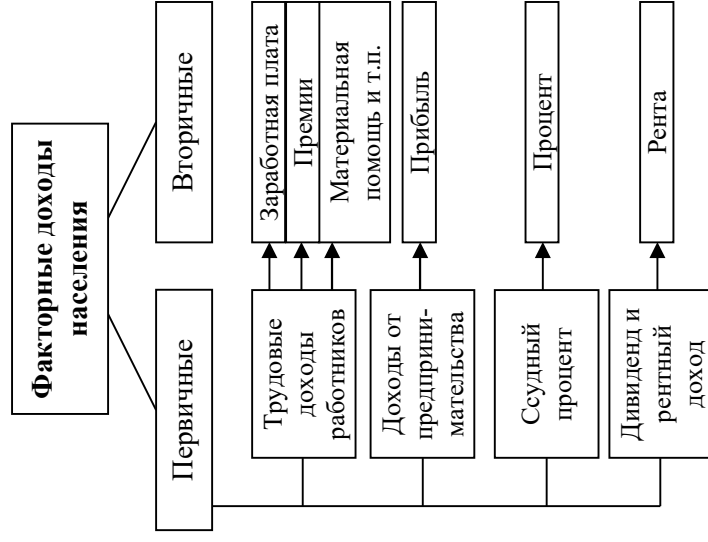 Факторные доходы
населения
Первичные
Вторичные
Трудовые
доходы
работников
Заработная плата
Премии
Материальная
помощь и т.п.
Доходы от
предприни-
мательства
Прибыль
Ссудный
процент
Процент
Дивиденд и
рентный
доход
Рента